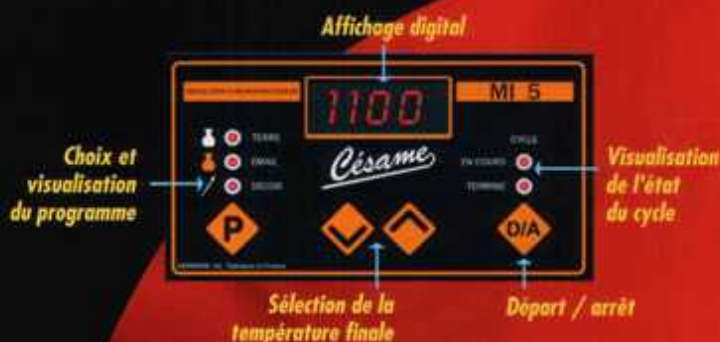 Affichage digital
MI 5
1100
TERRE
EMAIL
DECOR
Césame
CYCLE
EN COURS
TERMINE
Choix et
visualisation
du programme
Visualisation
de l'état
du cycle
P
D/A
Sélection de la
température finale
Départ / arrêt